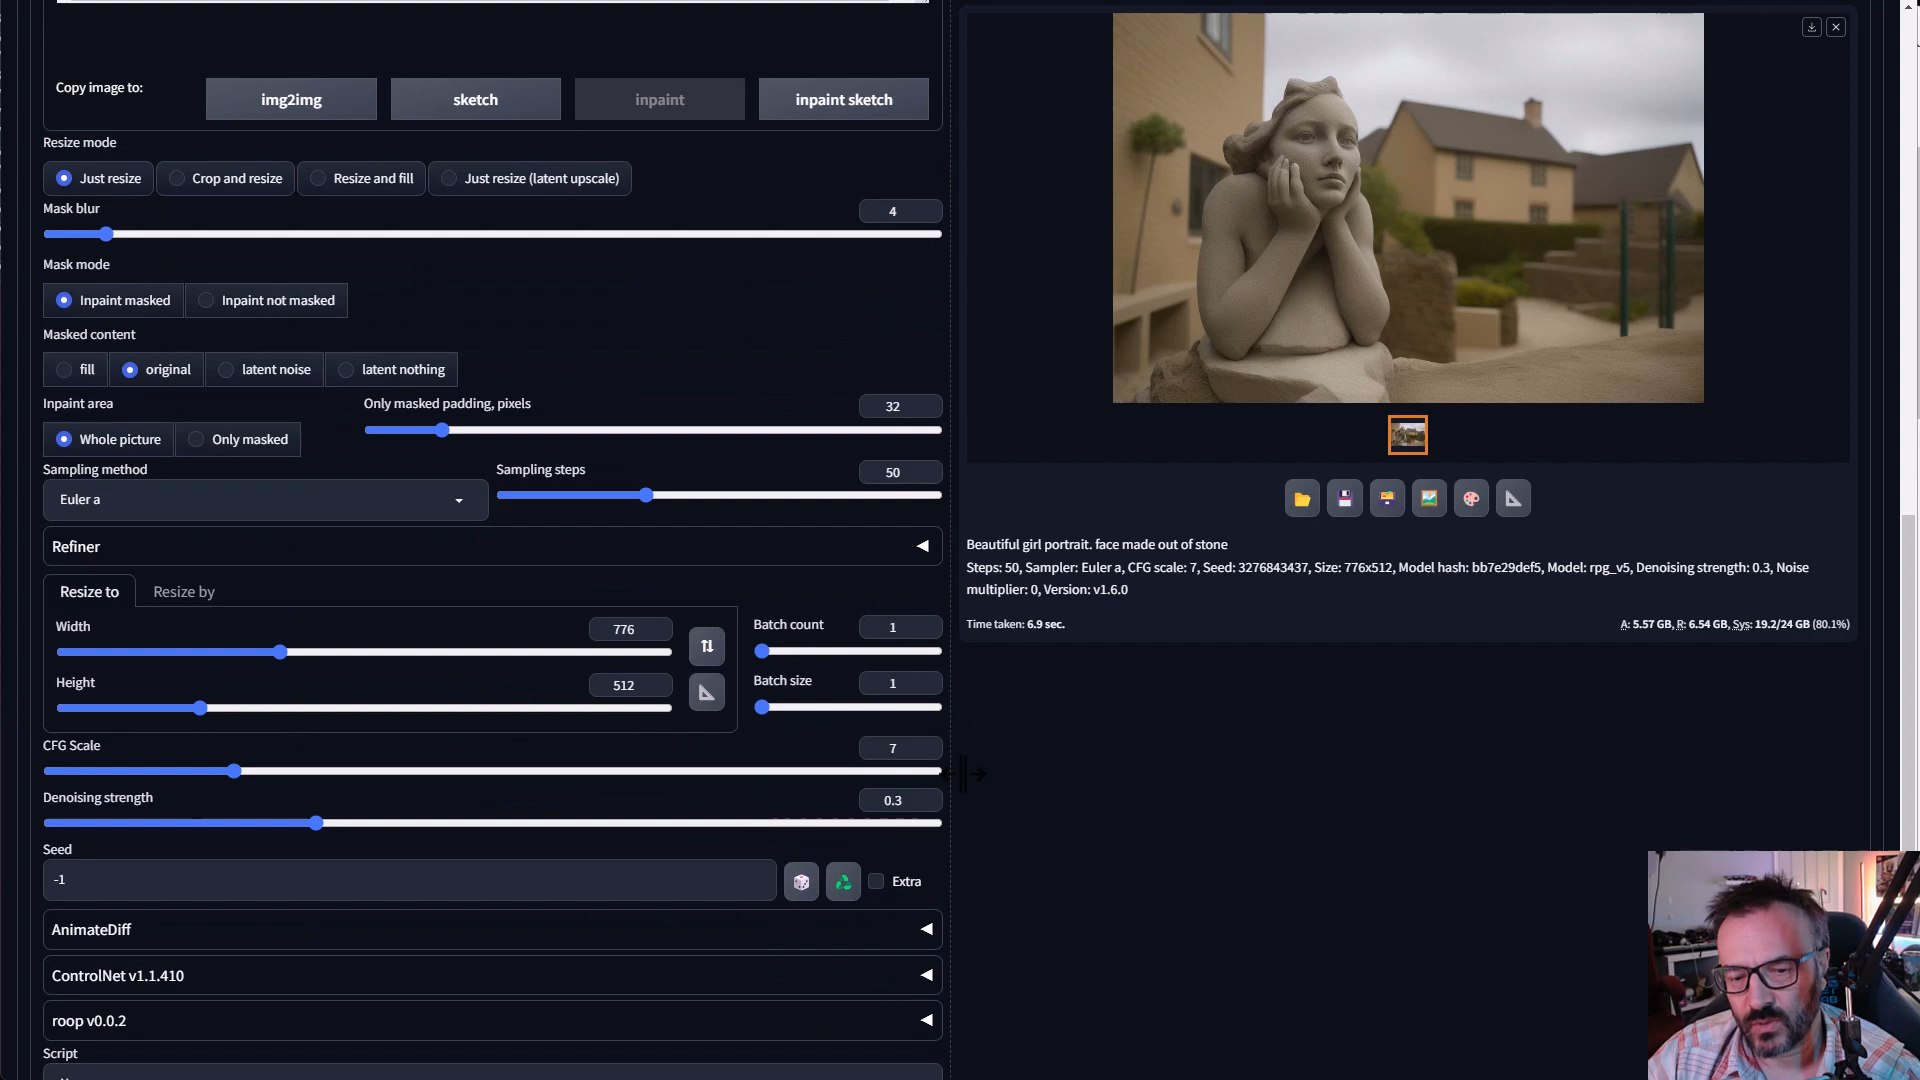 Copy image to:
img2img
sketch
inpaint
inpaint sketch
Resize mode
Just resize
Crop and resize
Resize and fill
Just resize (latent upscale)
Mask blur
4
Mask mode
Inpaint masked
Inpaint not masked
Masked content
fill
original
latent noise
latent nothing
Inpaint area
Only masked padding, pixels
32
Whole picture
Only masked
Sampling method
Sampling steps
50
Euler a
Refiner
Resize to
Resize by
Width
776
Height
512
Batch count
1
Batch size
1
CFG Scale
7
Denoising strength
0.3
Seed
-1
Extra
AnimateDiff
ControlNet v1.1.410
roop v0.0.2
Script
Beautiful girl portrait. face made out of stone
Steps: 50, Sampler: Euler a, CFG scale: 7, Seed: 3276843437, Size: 776x512, Model hash: bb7e29def5, Model: rpg_v5, Denoising strength: 0.3, Noise
multiplier: 0, Version: v1.6.0
Time taken: 6.9 sec.
A: 5.57 GB, R: 6.54 GB, Sys: 19.2/24 GB (80.1%)